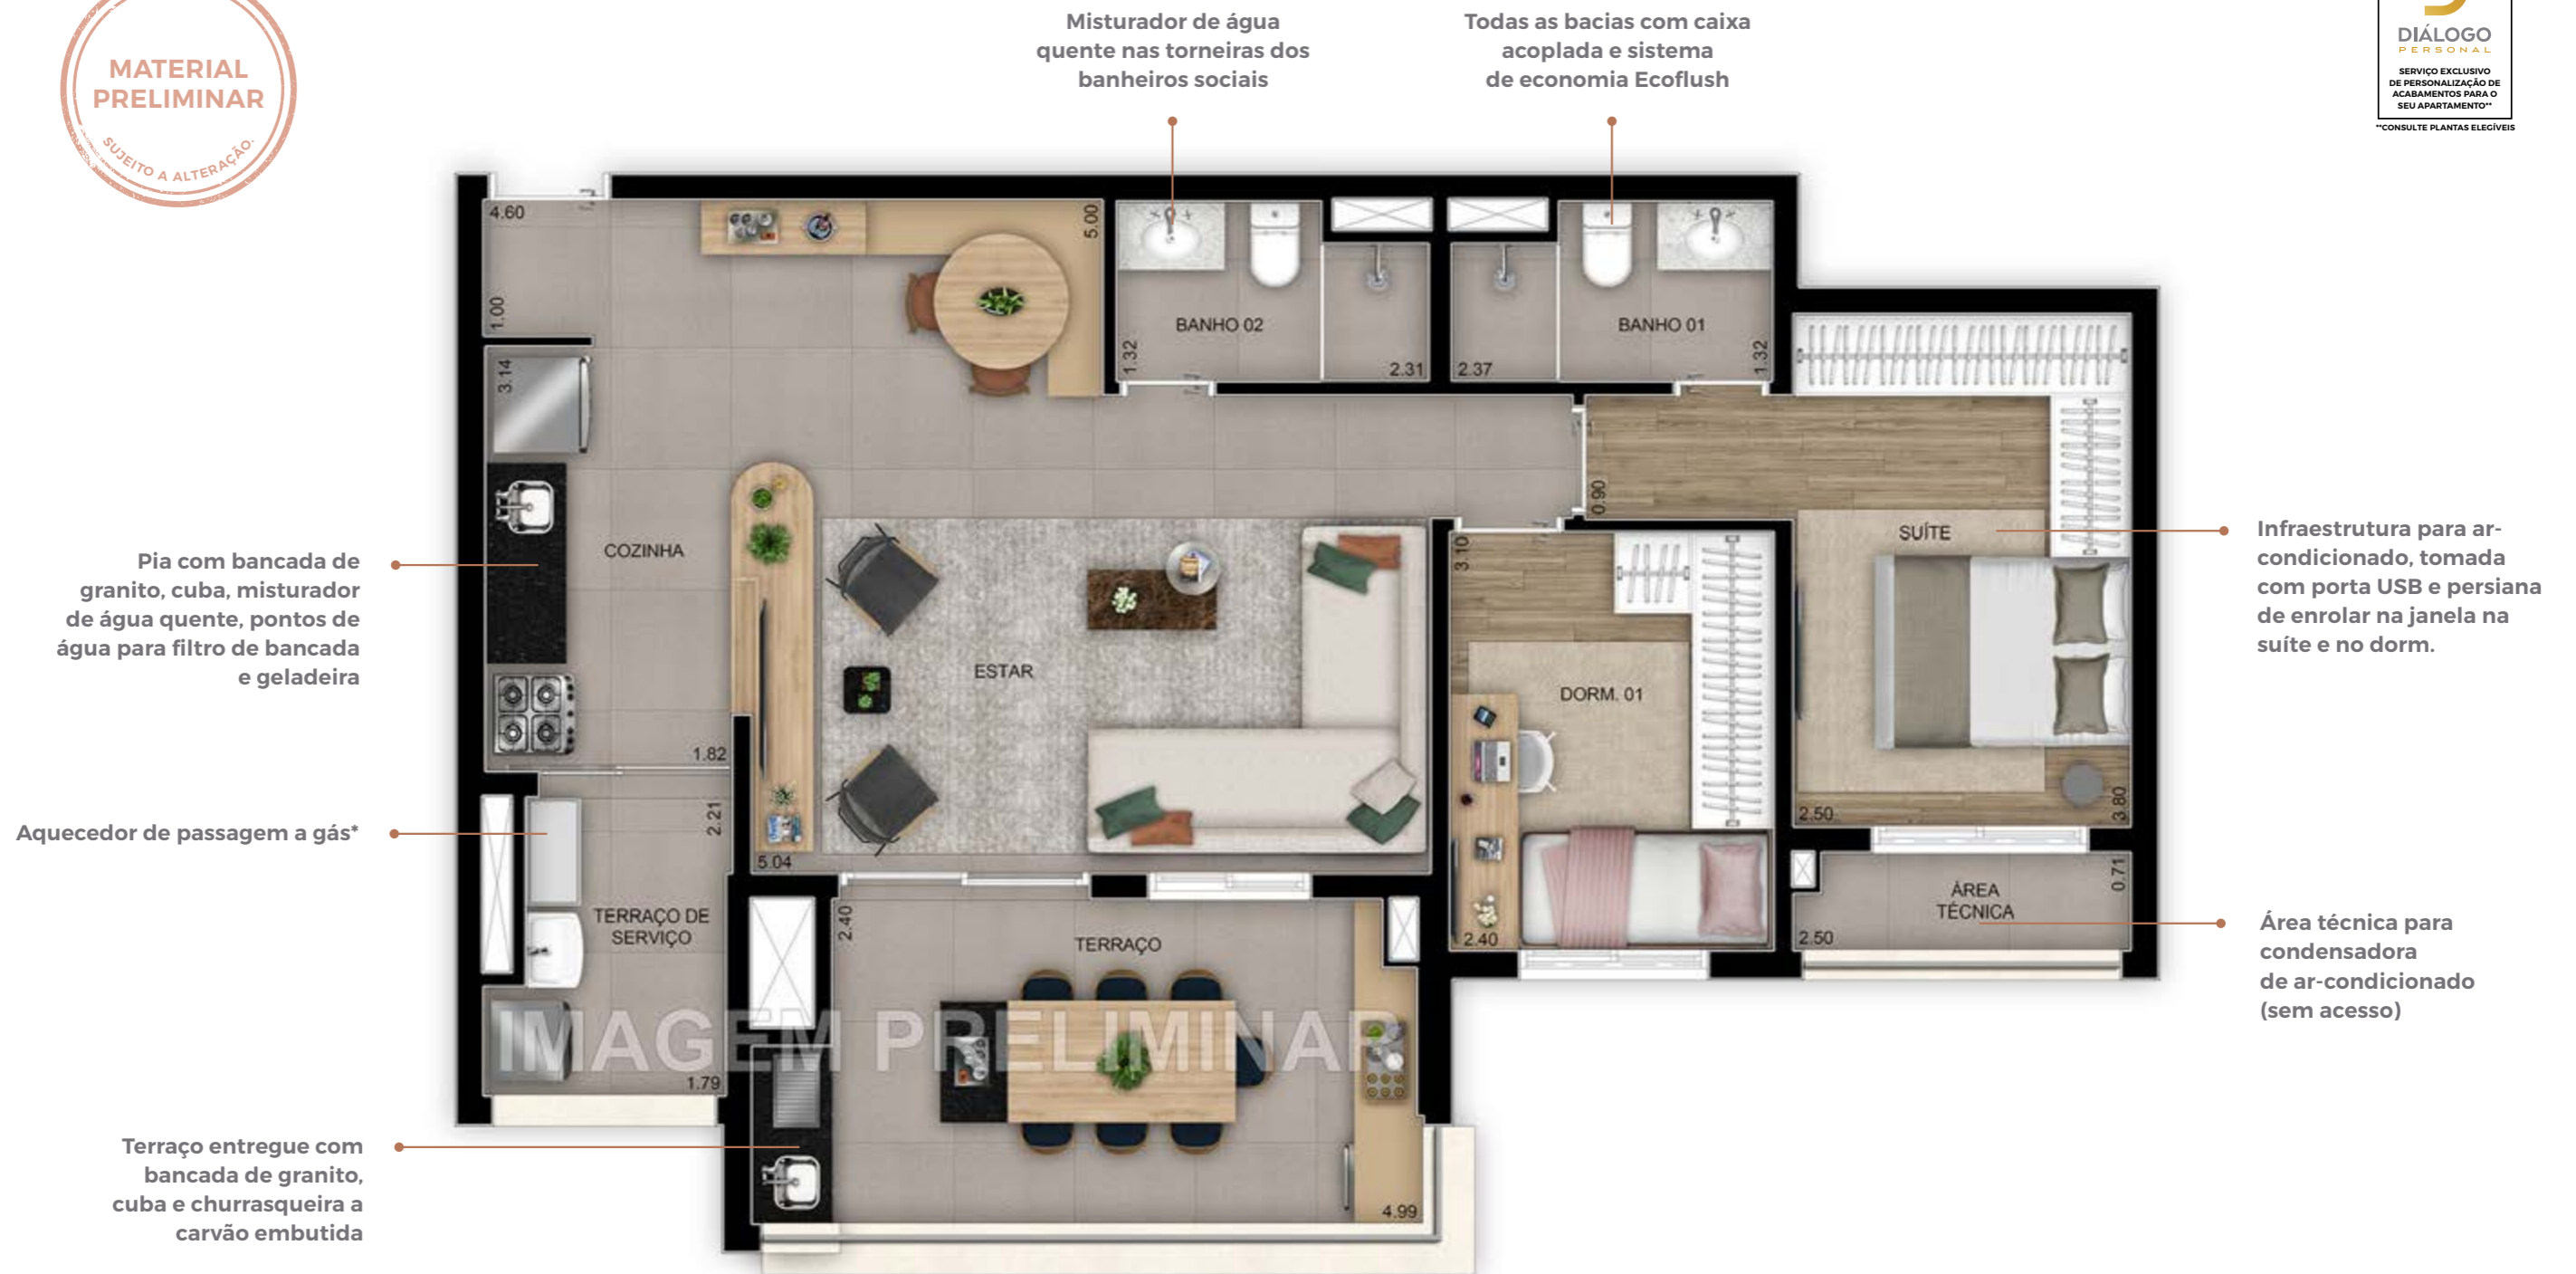 MATERIAL
PRELIMINAR
SUJEITO A ALTERAÇÃO.
Misturador de água
quente nas torneiras dos
banheiros sociais
Todas as bacias com caixa
acoplada e sistema
de economia Ecoflush
DIÁLOGO
PERSONAL
SERVIÇO EXCLUSIVO
DE PERSONALIZAÇÃO DE
ACABAMENTOS PARA O
SEU APARTAMENTO**
**CONSULTE PLANTAS ELEGÍVEIS
4.60
5.00
1.00
BANHO 02
1.32
2.31
BANHO 01
2.37
1.32
3.14
COZINHA
1.82
0.90
SUÍTE
2.50
3.80
3.10
DORM. 01
2.40
ESTAR
5.04
2.21
TERRAÇO DE
SERVIÇO
1.79
2.40
TERRAÇO
4.99
ÁREA
TÉCNICA
0.71
2.50
IMAGEM PRELIMINAR
Pia com bancada de
granito, cuba, misturador
de água quente, pontos de
água para filtro de bancada
e geladeira
Aquecedor de passagem a gás*
Terraço entregue com
bancada de granito,
cuba e churrasqueira a
carvão embutida
Infraestrutura para ar-
condicionado, tomada
com porta USB e persiana
de enrolar na janela na
suíte e no dorm.
Área técnica para
condensadora
de ar-condicionado
(sem acesso)